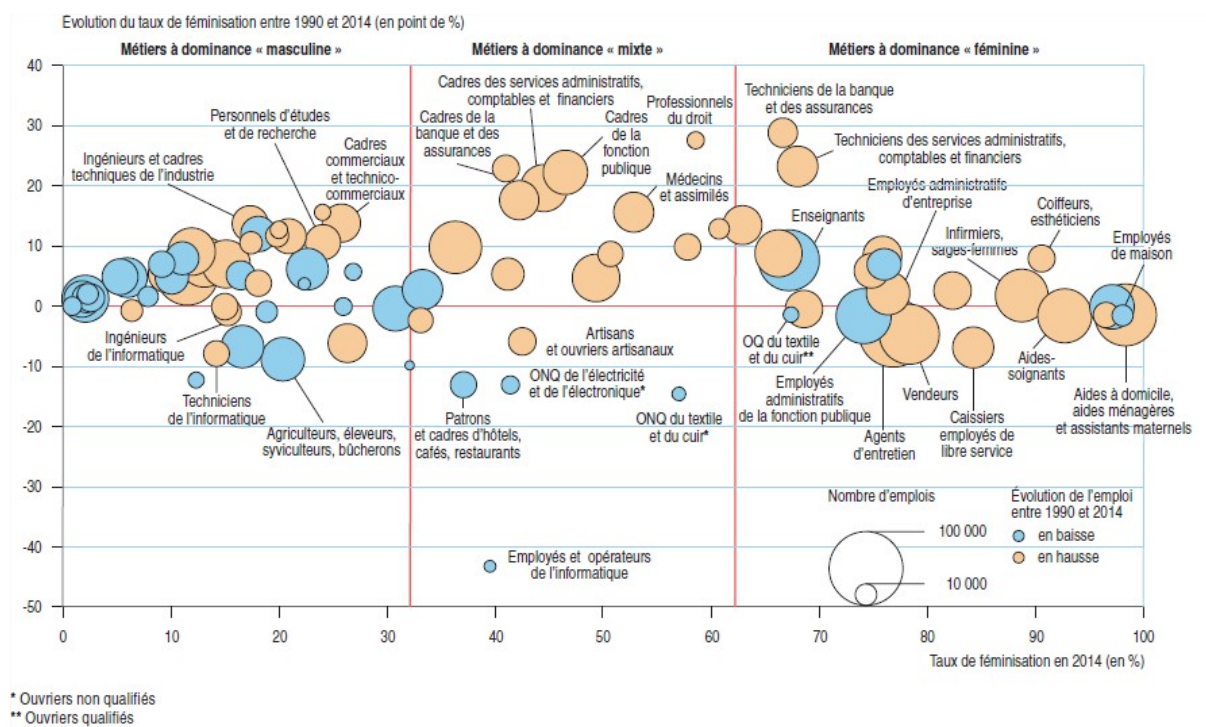 Evolution du taux de féminisation entre 1990 et 2014 (en point de %)
Métiers à dominance « masculine »
Métiers à dominance « mixte »
Métiers à dominance « féminine »
40
30
20
10
0
-10
-20
-30
-40
-50
Ingénieurs et cadres
techniques de l'industrie
Personnels d'études
et de recherche
Cadres
commerciaux
et technico-
commerciaux
Ingénieurs
de l'informatique
Techniciens
de l'informatique
Agriculteurs, éleveurs,
syviculteurs, bûcherons
Cadres des services administratifs,
comptables et financiers
Cadres de la
banque et des
assurances
Cadres
de la
fonction
publique
Professionnels
du droit
Médecins
et assimilés
Artisans
et ouvriers artisanaux
ONQ de l'électricité
et de l'électronique*
Patrons
et cadres d'hôtels,
cafés, restaurants
ONQ du textile
et du cuir*
Employés et opérateurs
de l'informatique
Techniciens de la banque
et des assurances
Techniciens des services administratifs,
comptables et financiers
Employés administratifs
d'entreprise
Enseignants
Infirmiers,
sages-femmes
Coiffeurs,
esthéticiens
Employés
de maison
OQ du textile
et du cuir**
Employés
administratifs
de la fonction publique
Agents
d'entretien
Vendeurs
Caissiers
employés de
libre service
Aides-
soignants
Aides à domicile,
aides ménagères
et assistants maternels
Nombre d'emplois
100 000
10 000
Évolution de l'emploi
entre 1990 et 2014
en baisse
en hausse
0 10 20 30 40 50 60 70 80 90 100
Taux de féminisation en 2014 (en %)
* Ouvriers non qualifiés
** Ouvriers qualifiés